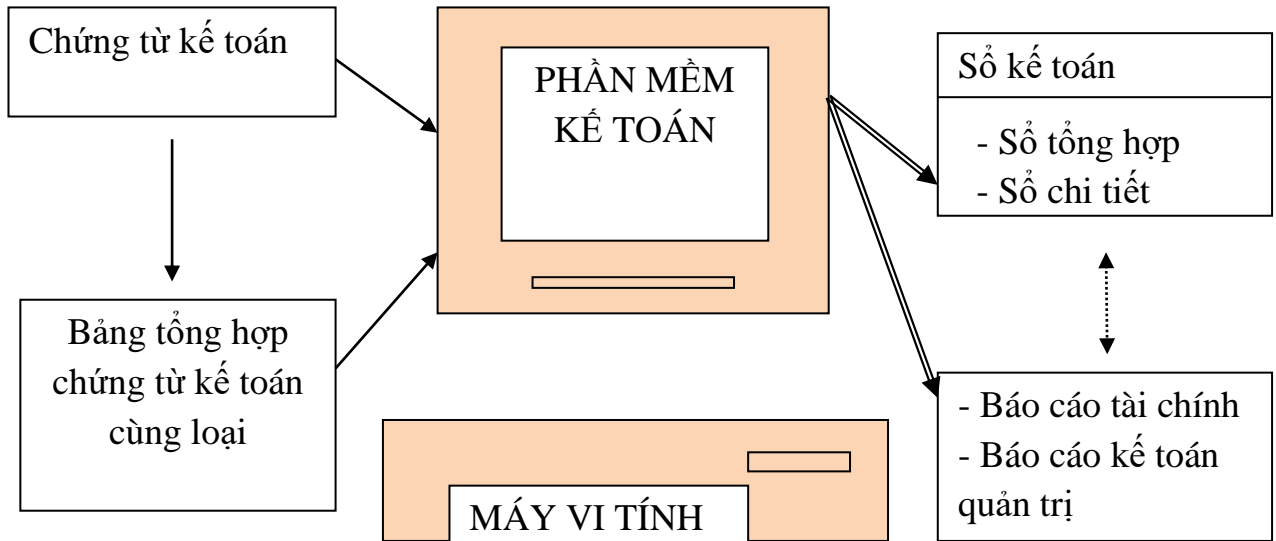 Chứng từ kế toán
PHẦN MỀM
KẾ TOÁN
Sổ kế toán
- Sổ tổng hợp
- Sổ chi tiết
Bảng tổng hợp
chứng từ kế toán
cùng loại
- Báo cáo tài chính
- Báo cáo kế toán
quản trị
MÁY VI TÍNH